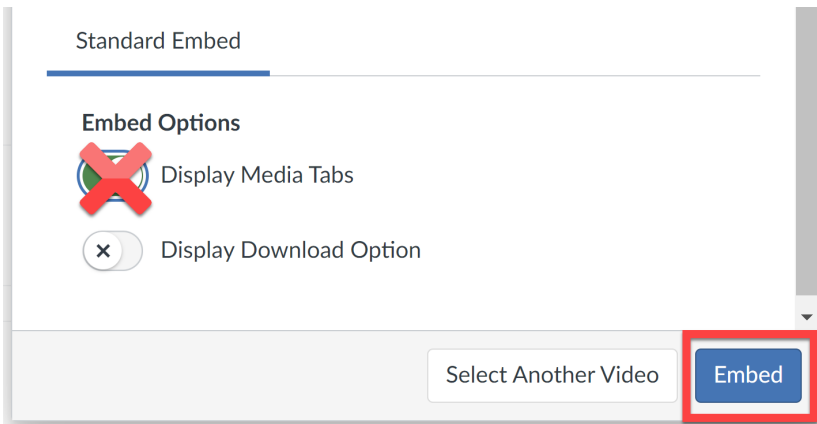 Standard Embed
Embed Options
Display Media Tabs
Display Download Option
Select Another Video
Embed